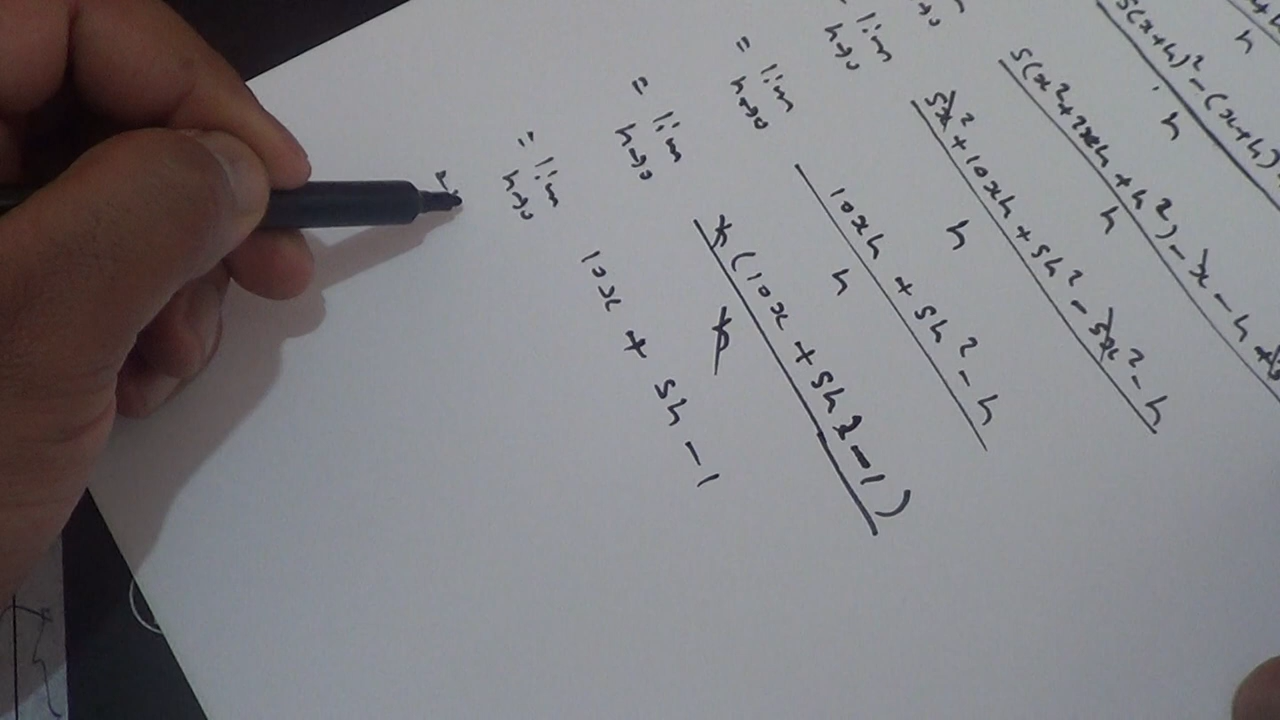 h
5(x+h)² - (x+h)
h
lim h→0 5(x²+2xh+h²) - x - h +
h
= lim h→0 5x² + 10xh + 5h² - 5x² - h
h
= lim h→0 10xh + 5h² - h
h
= lim h→0 h(10x + 5h - 1)
h
= lim h→0 10x + 5h - 1